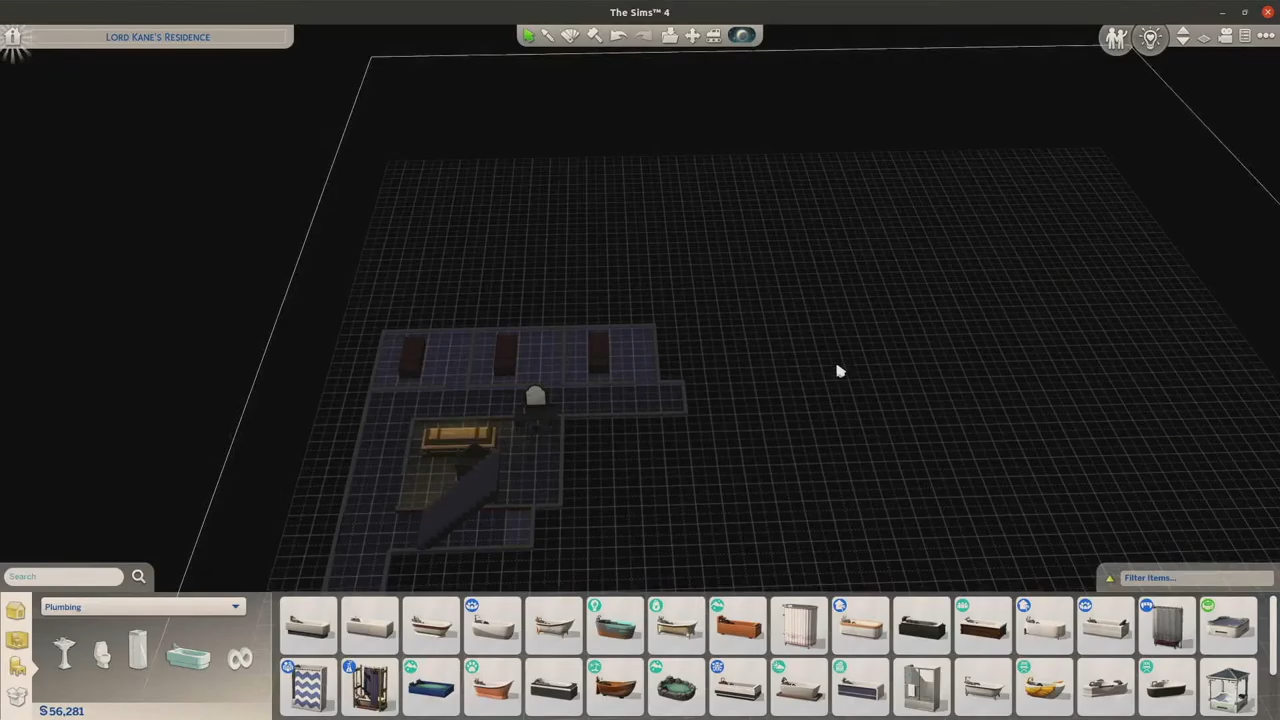 The Sims™ 4
LORD KANE'S RESIDENCE
Search
Filter Items...
Plumbing
§56,281